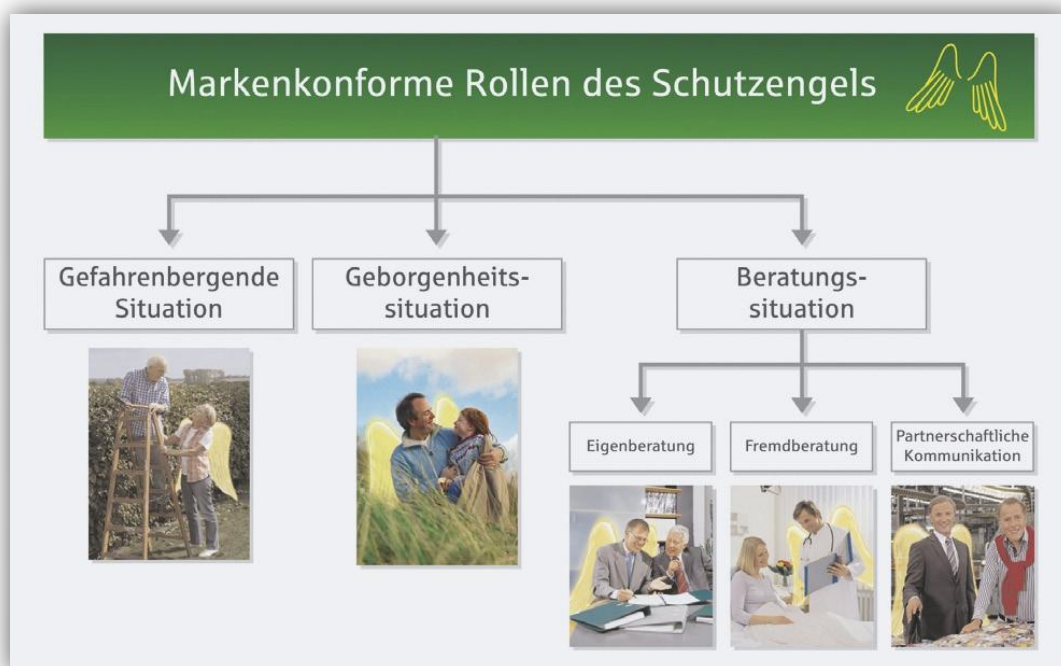 Markenkonforme Rollen des Schutzengels
Gefahrenbergende
Situation
Geborgenheits-
situation
Beratungs-
situation
Eigenberatung
Fremdberatung
Partnerschaftliche
Kommunikation